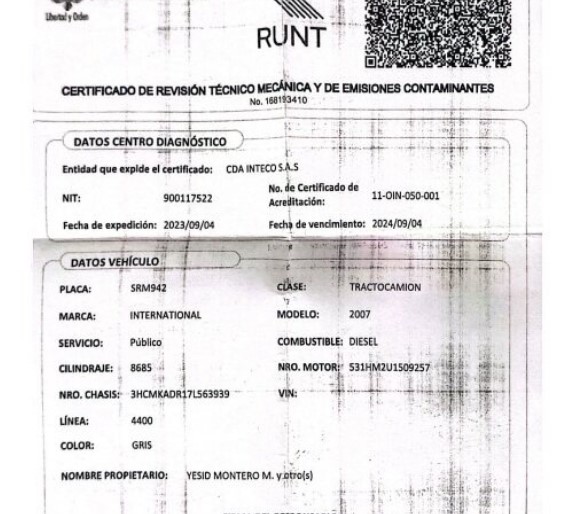 Libertad y Orden
RUNT
CERTIFICADO DE REVISIÓN TÉCNICO MECÁNICA Y DE EMISIONES CONTAMINANTES
No. 168193410
DATOS CENTRO DIAGNÓSTICO
Entidad que expide el certificado: CDA INTECO S.A.S
NIT: 900117522 No. de Certificado de Acreditación: 11-OIN-050-001
Fecha de expedición: 2023/09/04 Fecha de vencimiento: 2024/09/04
DATOS VEHÍCULO
PLACA: SRM942 CLASE: TRACTOCAMION
MARCA: INTERNATIONAL MODELO: 2007
SERVICIO: Público COMBUSTIBLE: DIESEL
CILINDRAJE: 8685 NRO. MOTOR: 531HM2U1509257
NRO. CHASIS: 3HCMKADR17L563939 VIN:
LÍNEA: 4400
COLOR: GRIS
NOMBRE PROPIETARIO: YESID MONTERO M. y otro(s)